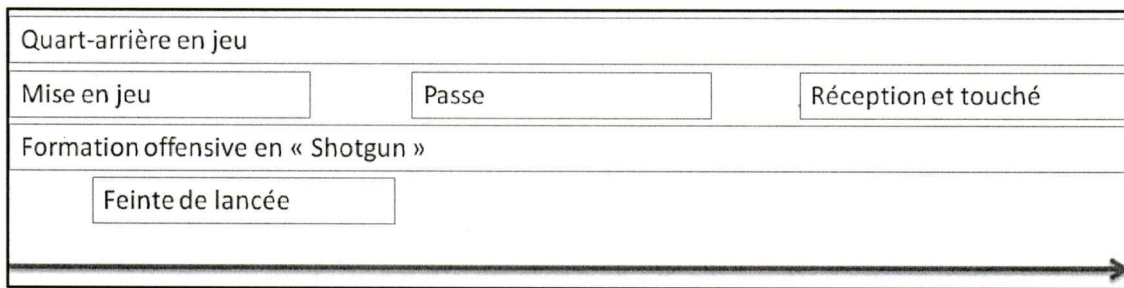 Quart-arrière en jeu
Mise en jeu Passe Réception et touché
Formation offensive en « Shotgun »
Feinte de lancée